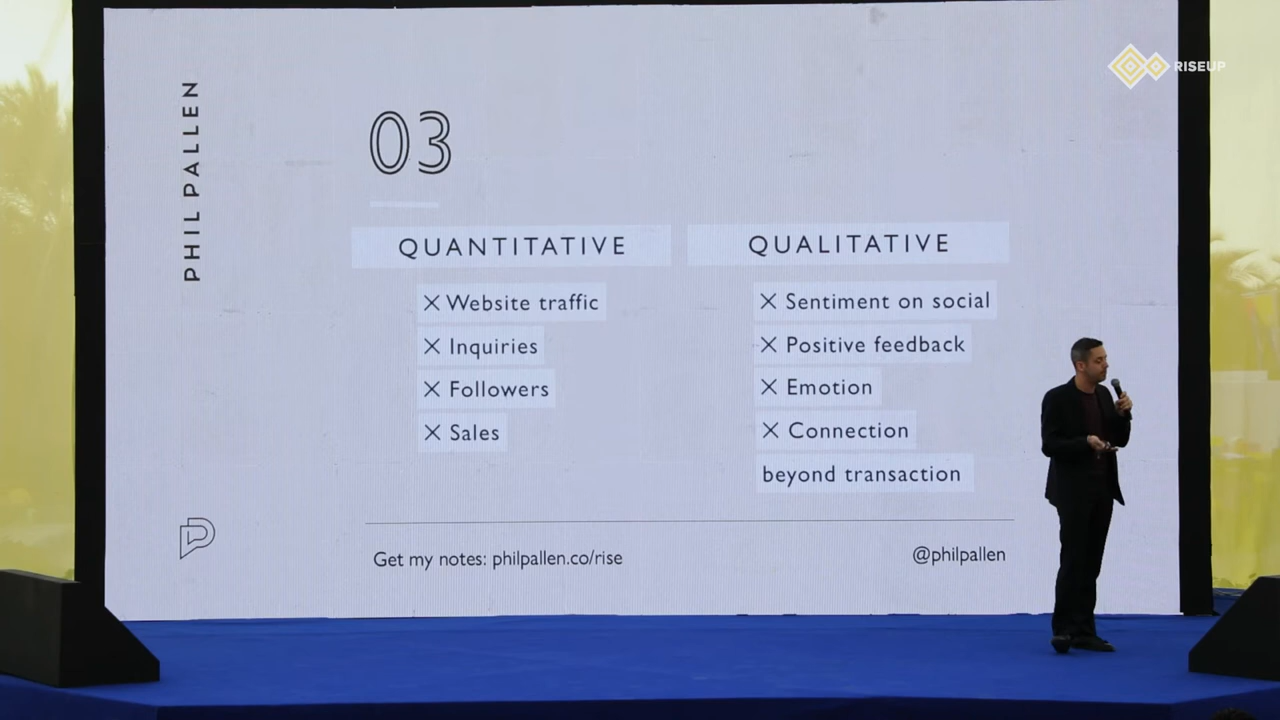 RISEUP
PHIL PALLEN
03
QUANTITATIVE
× Website traffic
× Inquiries
× Followers
× Sales
QUALITATIVE
× Sentiment on social
× Positive feedback
× Emotion
× Connection
beyond transaction
Get my notes: philpallen.co/rise
@philpallen